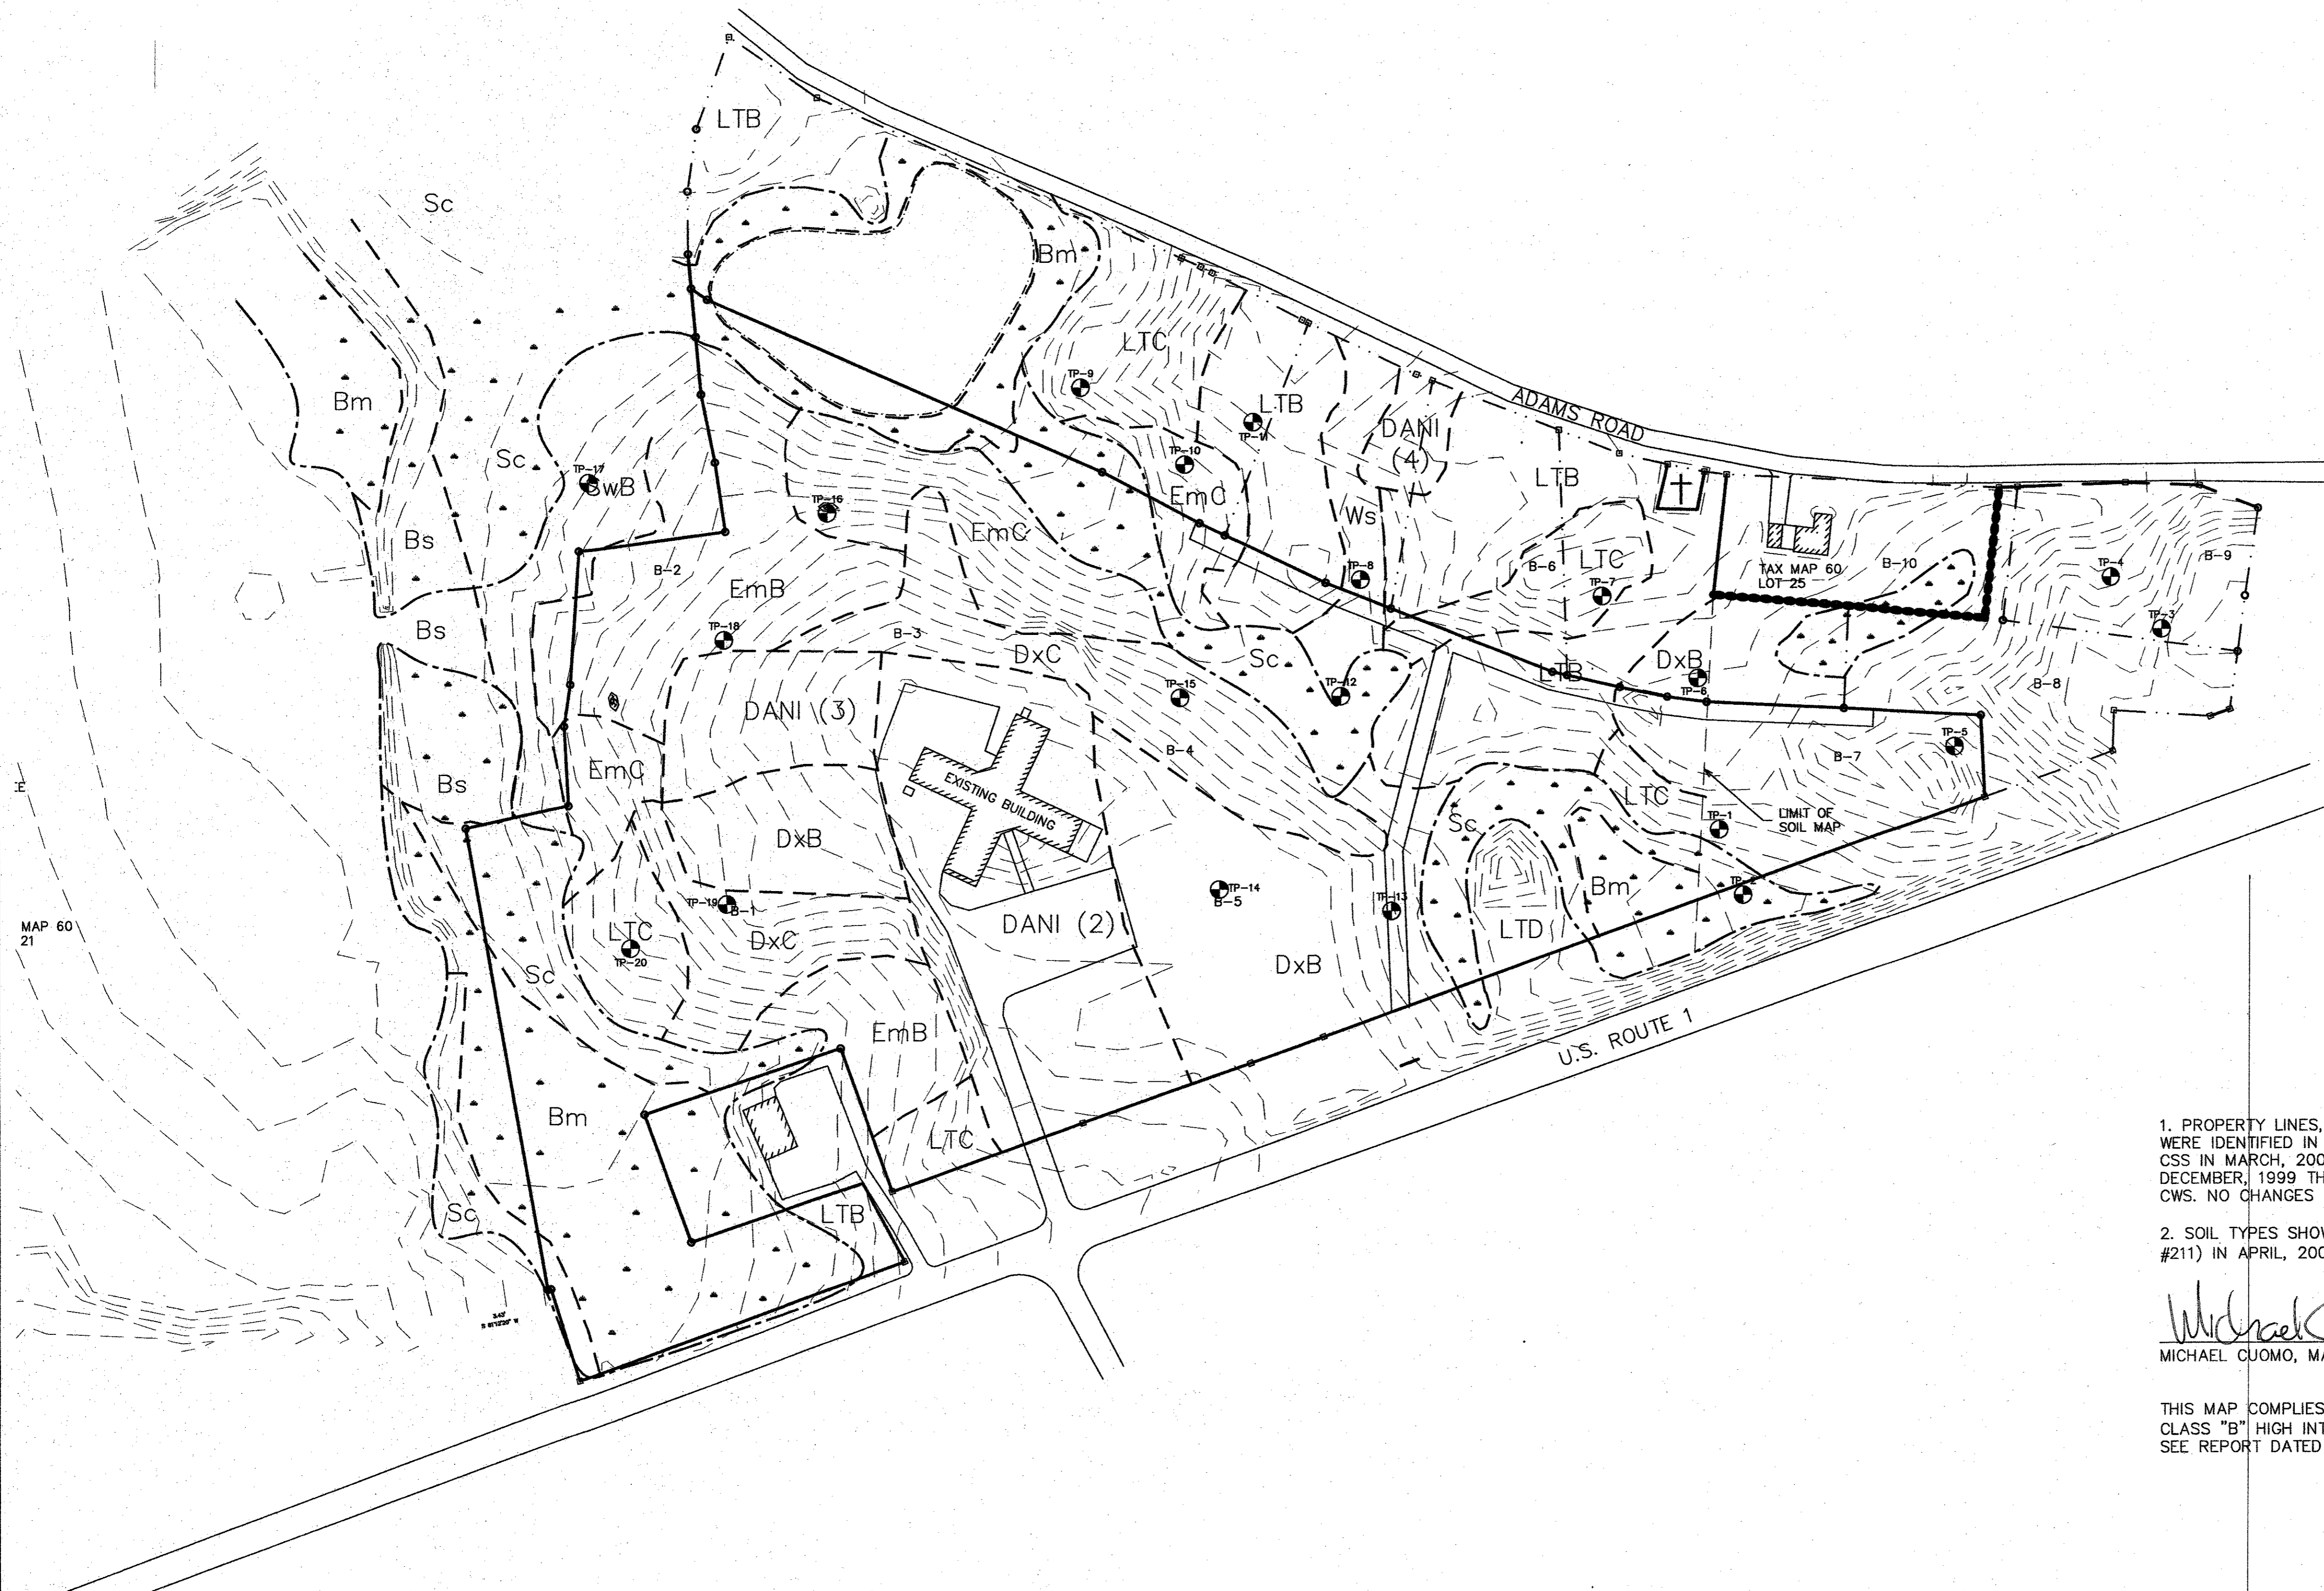 LTB
Sc
Bm
LTC
TP-9
Bm
LTB
TP-11
ADAMS ROAD
DANI
(4)
Sc
TP-17
SwB
TP-16
TP-10
EmC
LTB
Ws
EmC
Bs
B-2
TP-8
B-6
LTC
TP-7
TAX MAP 60
LOT 25
B-10
TP-4
B-9
EmB
TP-3
Bs
TP-18
B-3
DxC
Sc
LTB
DxB
TP-6
B-8
TP-15
TP-12
DANI (3)
B-4
TP-5
B-7
EmC
Bs
EXISTING BUILDING
LTC
LIMIT OF
SOIL MAP
Sc
TP-1
DxB
TP-14
B-5
TP-13
Bm
TP-2
TP-19
B-1
LTC
TP-20
DxC
DANI (2)
LTD
MAP 60
21
Sc
DxB
EmB
U.S. ROUTE 1
Bm
LTC
Sc
LTB
1. PROPERTY LINES,
WERE IDENTIFIED IN
CSS IN MARCH, 200
DECEMBER, 1999 TH
CWS. NO CHANGES
2. SOIL TYPES SHOW
#211) IN APRIL, 200
Michael C
MICHAEL CUOMO, MA
THIS MAP COMPLIES
CLASS "B" HIGH INT
SEE REPORT DATED